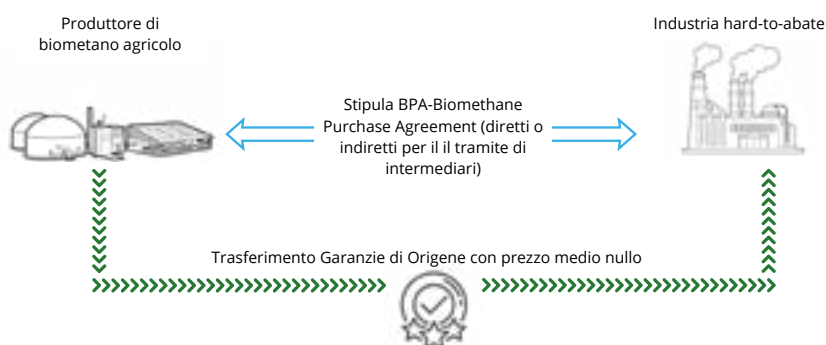 Produttore di
biometano agricolo
Industria hard-to-abate
Stipula BPA-Biomethane
Purchase Agreement (diretti o
indiretti per il il tramite di
intermediari)
Trasferimento Garanzie di Origene con prezzo medio nullo